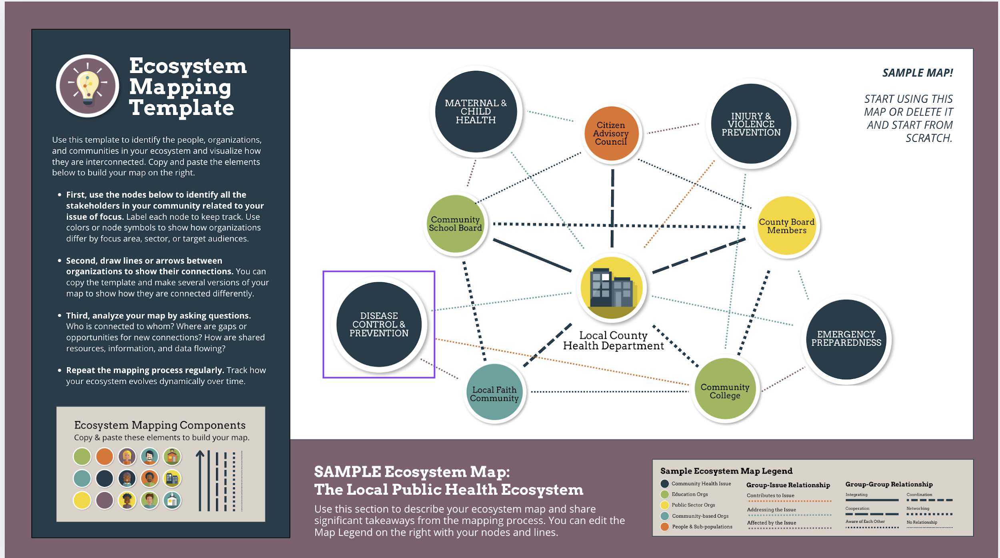 Ecosystem
Mapping
Template
Use this template to identify the people, organizations,
and communities in your ecosystem and visualize how
they are interconnected. Copy and paste the elements
below to build your map on the right.
• First, use the nodes below to identify all the
stakeholders in your community related to your
issue of focus. Label each node to keep track. Use
colors or node symbols to show how organizations
differ by focus area, sector, or target audiences.
• Second, draw lines or arrows between
organizations to show their connections. You can
copy the template and make several versions of your
map to show how they are connected differently.
• Third, analyze your map by asking questions.
Who is connected to whom? Where are gaps or
opportunities for new connections? How are shared
resources, information, and data flowing?
• Repeat the mapping process regularly. Track how
your ecosystem evolves dynamically over time.
Ecosystem Mapping Components
Copy & paste these elements to build your map.
MATERNAL &
CHILD
HEALTH
Citizen
Advisory
Council
INJURY &
VIOLENCE
PREVENTION
SAMPLE MAP!
START USING THIS
MAP OR DELETE IT
AND START FROM
SCRATCH.
Community
School Board
County Board
Members
DISEASE
CONTROL &
PREVENTION
Local County
Health Department
EMERGENCY
PREPAREDNESS
Local Faith
Community
Community
College
SAMPLE Ecosystem Map:
The Local Public Health Ecosystem
Use this section to describe your ecosystem map and share
significant takeaways from the mapping process. You can edit the
Map Legend on the right with your nodes and lines.
Sample Ecosystem Map Legend
Community Health Issue
Education Orgs
Public Sector Orgs
Community-based Orgs
People & Sub-populations
Group-Issue Relationship
Contributes to Issue
Addressing the Issue
Affected by the Issue
Group-Group Relationship
Integrating
Coordination
Cooperation
Networking
Aware of Each Other
No Relationship